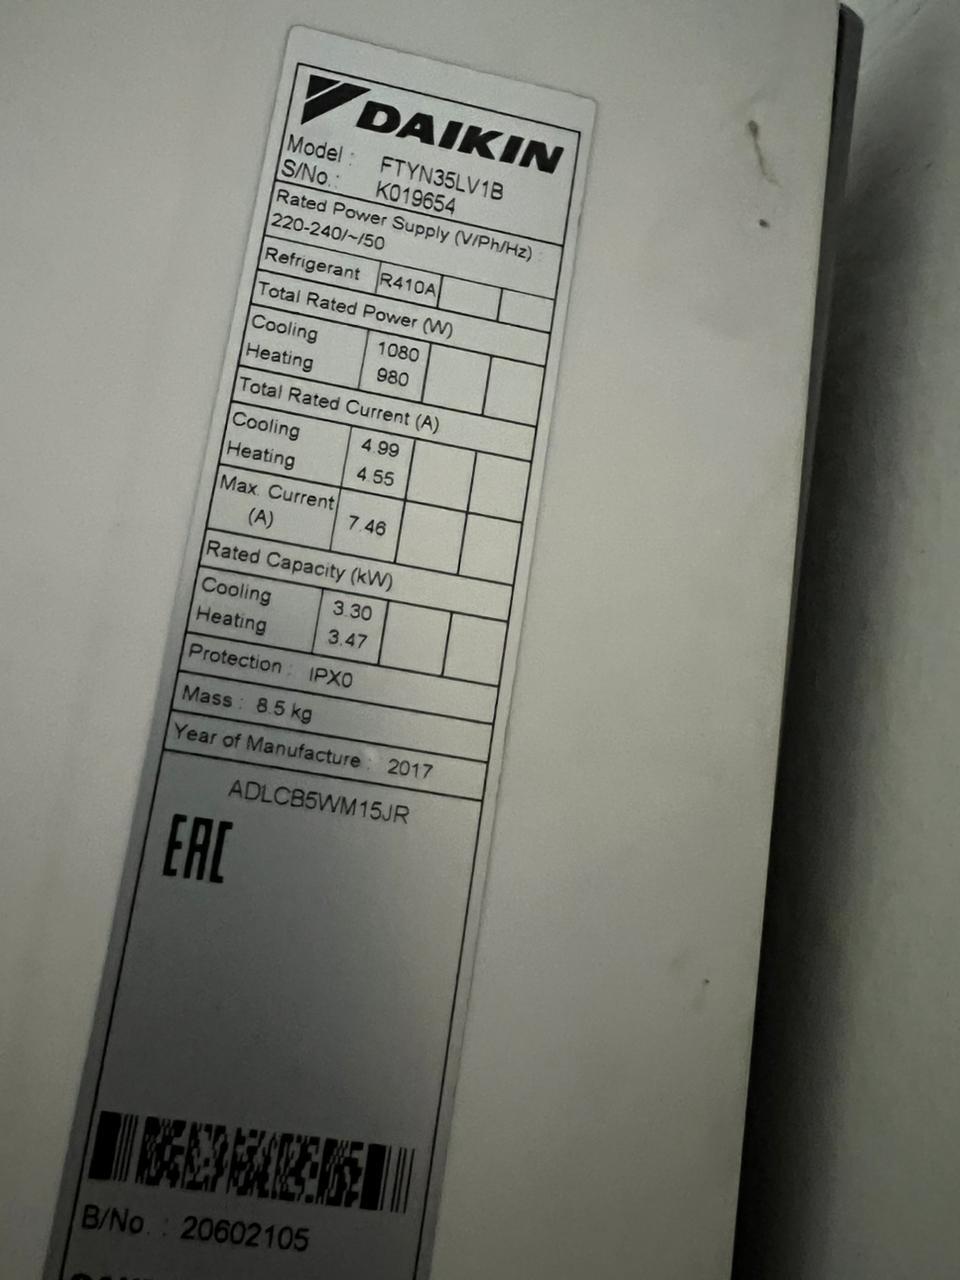 DAIKIN
Model : FTYN35LV1B
S/No. : K019654
Rated Power Supply (V/Ph/Hz) :
220-240/~/50
Refrigerant R410A
Total Rated Power (W)
Cooling 1080
Heating 980
Total Rated Current (A)
Cooling 4.99
Heating 4.55
Max. Current (A) 7.46
Rated Capacity (kW)
Cooling 3.30
Heating 3.47
Protection : IPX0
Mass : 8.5 kg
Year of Manufacture : 2017
ADLCB5WM15JR
EAC
B/No. : 20602105